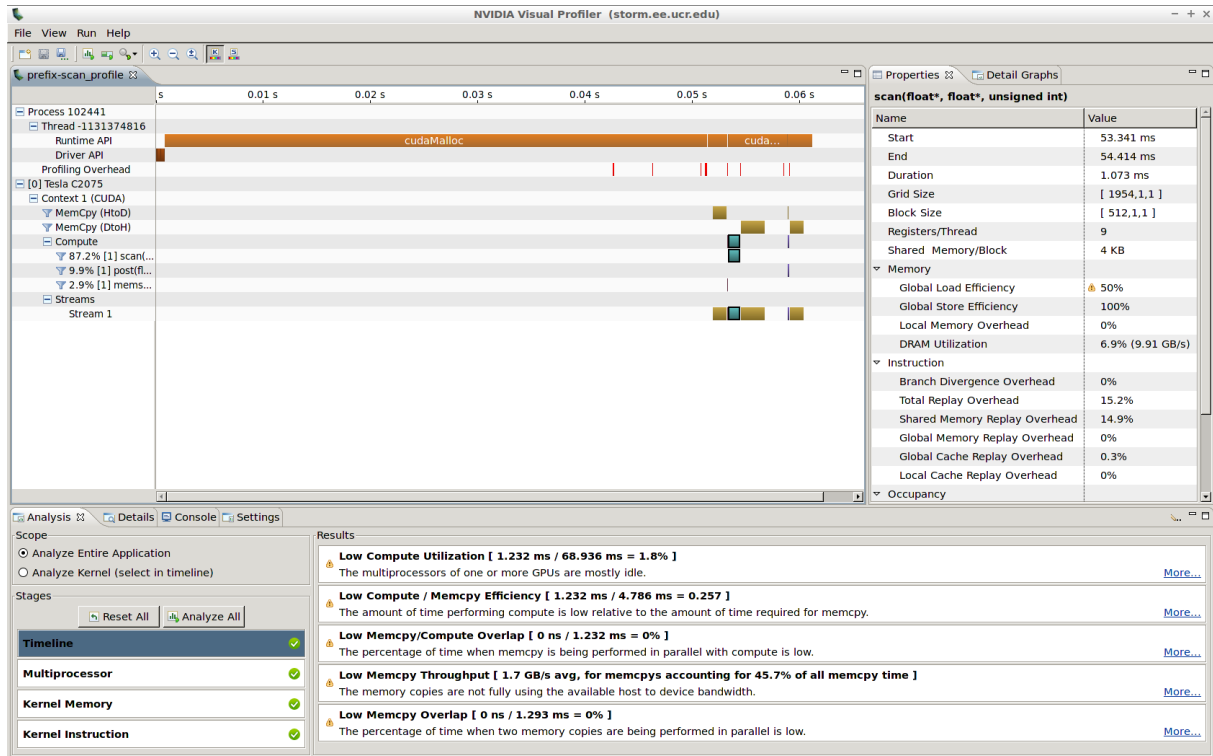 NVIDIA Visual Profiler (storm.ee.ucr.edu)
File View Run Help
prefix-scan_profile
s 0.01 s 0.02 s 0.03 s 0.04 s 0.05 s 0.06 s
Process 102441
Thread -1131374816
Runtime API cudaMalloc cuda...
Driver API
Profiling Overhead
[0] Tesla C2075
Context 1 (CUDA)
MemCpy (HtoD)
MemCpy (DtoH)
Compute
87.2% [1] scan(...
9.9% [1] post(fl...
2.9% [1] mems...
Streams
Stream 1
Properties Detail Graphs
scan(float*, float*, unsigned int)
Name Value
Start 53.341 ms
End 54.414 ms
Duration 1.073 ms
Grid Size [ 1954,1,1 ]
Block Size [ 512,1,1 ]
Registers/Thread 9
Shared Memory/Block 4 KB
Memory
Global Load Efficiency 50%
Global Store Efficiency 100%
Local Memory Overhead 0%
DRAM Utilization 6.9% (9.91 GB/s)
Instruction
Branch Divergence Overhead 0%
Total Replay Overhead 15.2%
Shared Memory Replay Overhead 14.9%
Global Memory Replay Overhead 0%
Global Cache Replay Overhead 0.3%
Local Cache Replay Overhead 0%
Occupancy
Analysis Details Console Settings
Scope
Analyze Entire Application
Analyze Kernel (select in timeline)
Stages
Reset All Analyze All
Timeline
Multiprocessor
Kernel Memory
Kernel Instruction
Results
Low Compute Utilization [ 1.232 ms / 68.936 ms = 1.8% ]
The multiprocessors of one or more GPUs are mostly idle. More...
Low Compute / Memcpy Efficiency [ 1.232 ms / 4.786 ms = 0.257 ]
The amount of time performing compute is low relative to the amount of time required for memcpy. More...
Low Memcpy/Compute Overlap [ 0 ns / 1.232 ms = 0% ]
The percentage of time when memcpy is being performed in parallel with compute is low. More...
Low Memcpy Throughput [ 1.7 GB/s avg, for memcpys accounting for 45.7% of all memcpy time ]
The memory copies are not fully using the available host to device bandwidth. More...
Low Memcpy Overlap [ 0 ns / 1.293 ms = 0% ]
The percentage of time when two memory copies are being performed in parallel is low. More...